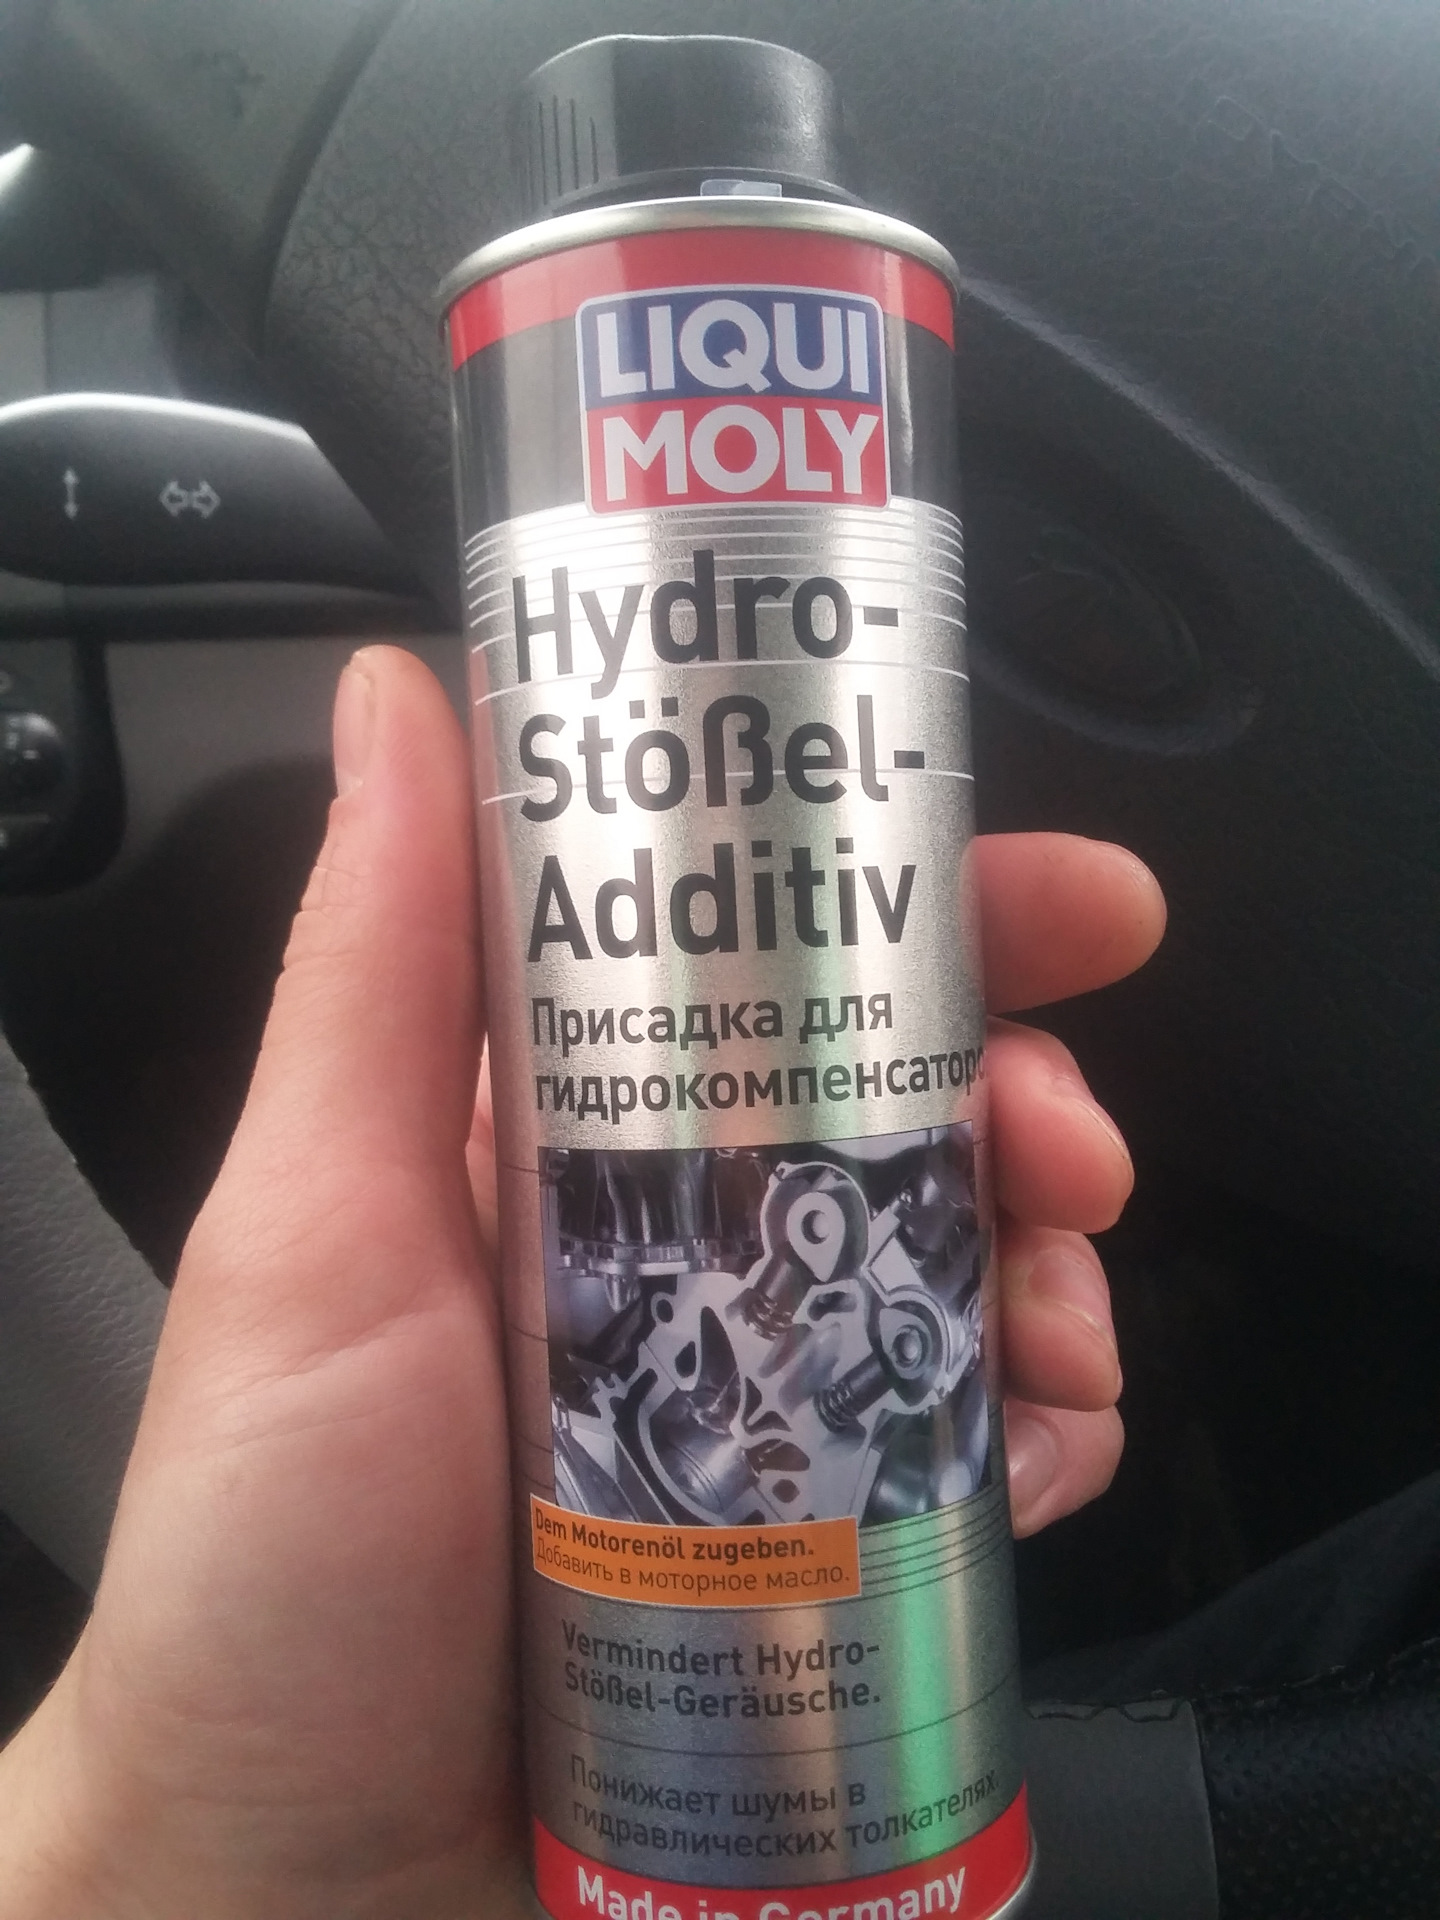 LIQUI
MOLY
Hydro-
Stößel-
Additiv
Присадка для
гидрокомпенсаторо
Dem Motorenöl zugeben.
Добавить в моторное масло.
Vermindert Hydro-
Stößel-Geräusche.
Понижает шумы в
гидравлических толкателях.
Made in Germany